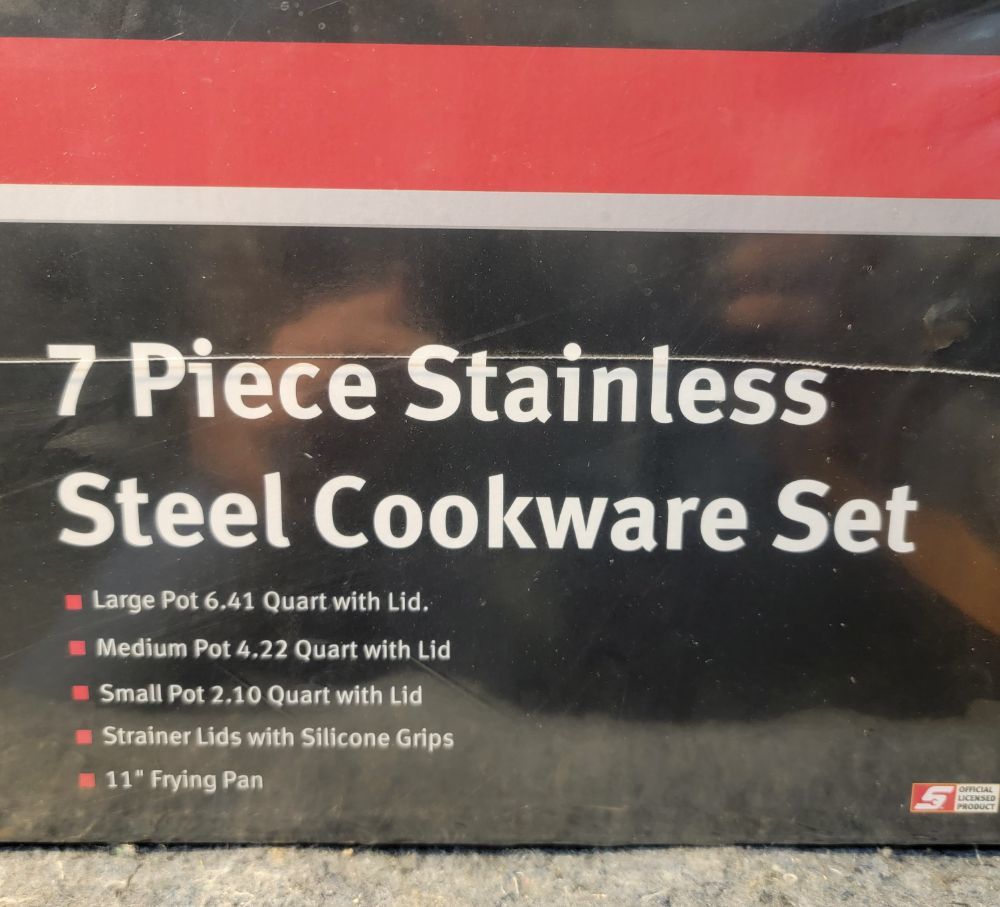 7 Piece Stainless
Steel Cookware Set
Large Pot 6.41 Quart with Lid.
Medium Pot 4.22 Quart with Lid
Small Pot 2.10 Quart with Lid
Strainer Lids with Silicone Grips
11" Frying Pan
OFFICIAL
LICENSED
PRODUCT